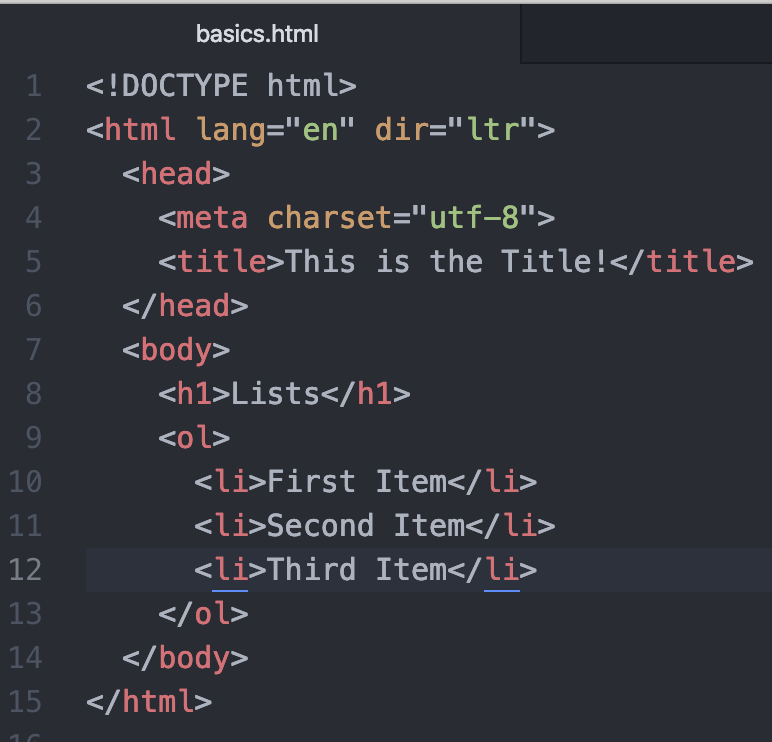 basics.html
1 <!DOCTYPE html>
2 <html lang="en" dir="ltr">
3   <head>
4     <meta charset="utf-8">
5     <title>This is the Title!</title>
6   </head>
7   <body>
8     <h1>Lists</h1>
9     <ol>
10       <li>First Item</li>
11       <li>Second Item</li>
12       <li>Third Item</li>
13     </ol>
14   </body>
15 </html>
16